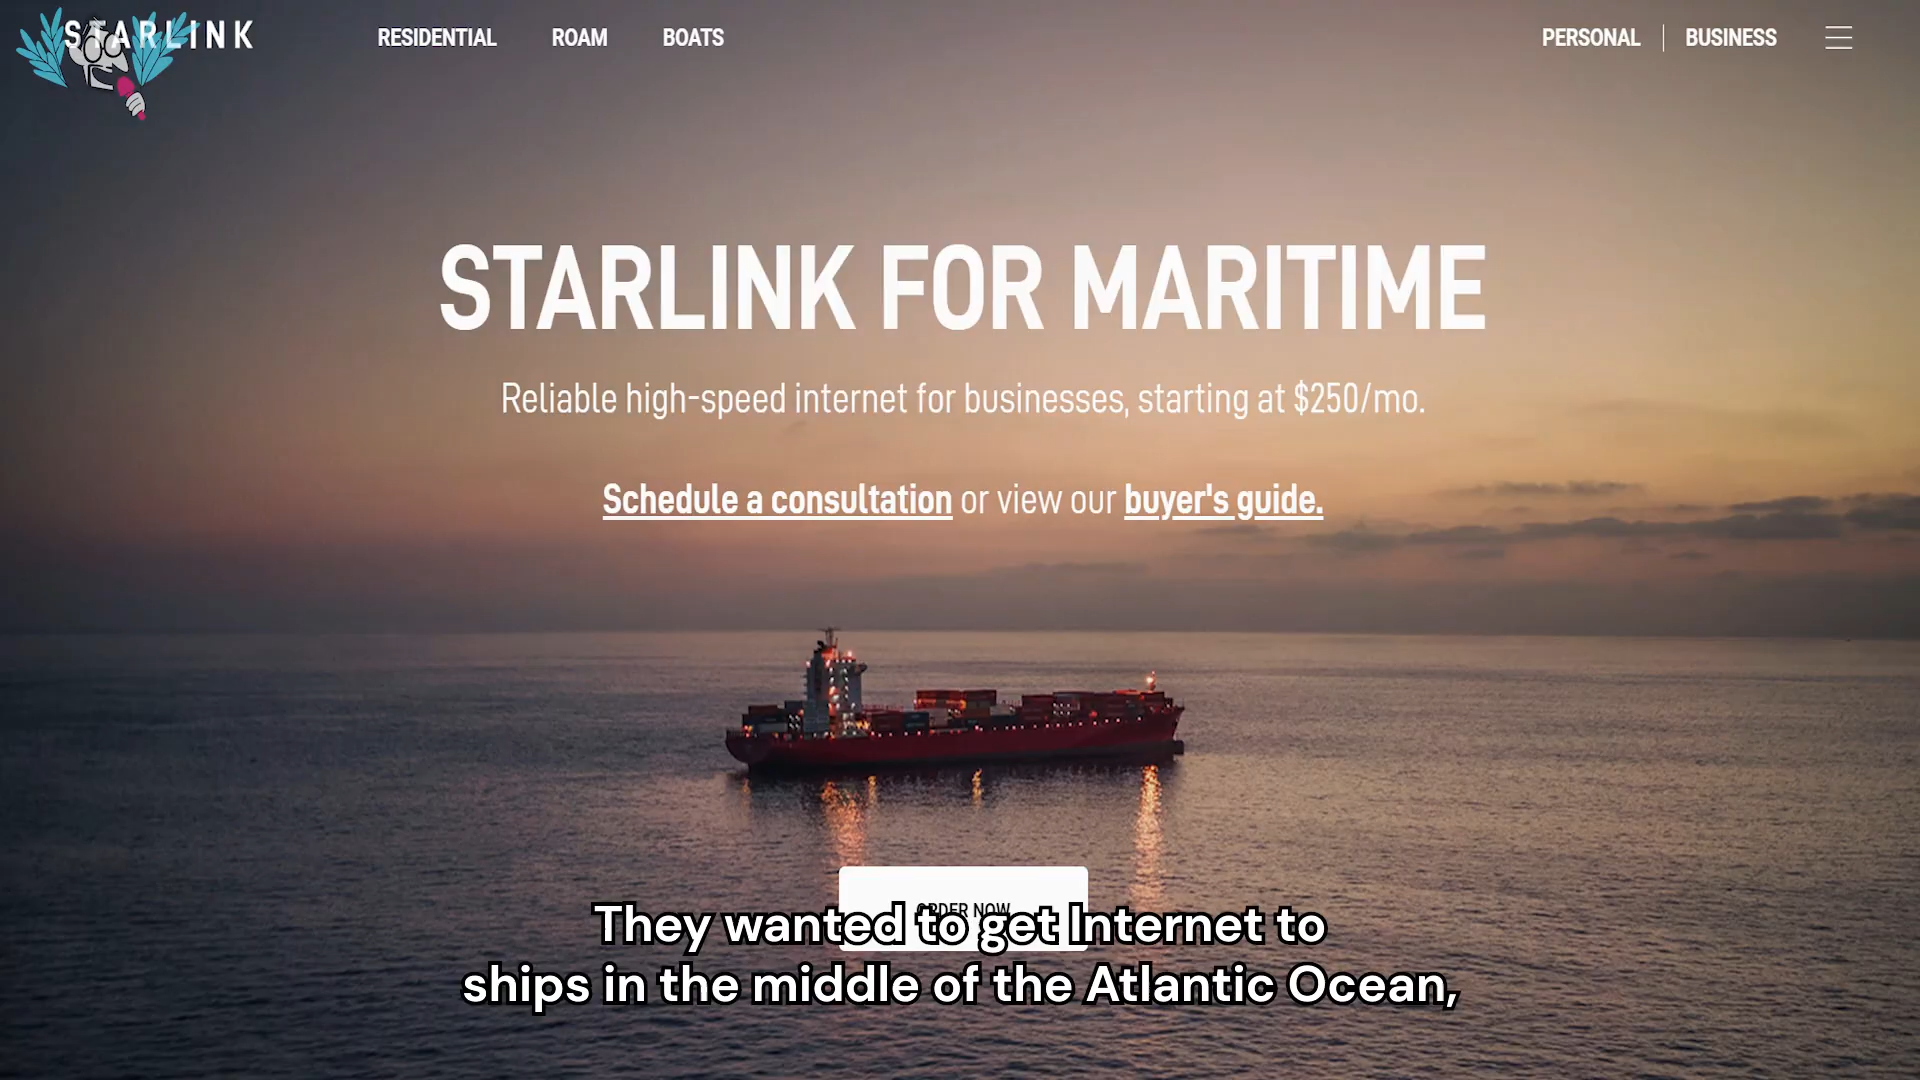 STARLINK
RESIDENTIAL
ROAM
BOATS
PERSONAL
BUSINESS
STARLINK FOR MARITIME
Reliable high-speed internet for businesses, starting at $250/mo.
Schedule a consultation or view our buyer's guide.
ORDER NOW
They wanted to get Internet to
ships in the middle of the Atlantic Ocean,